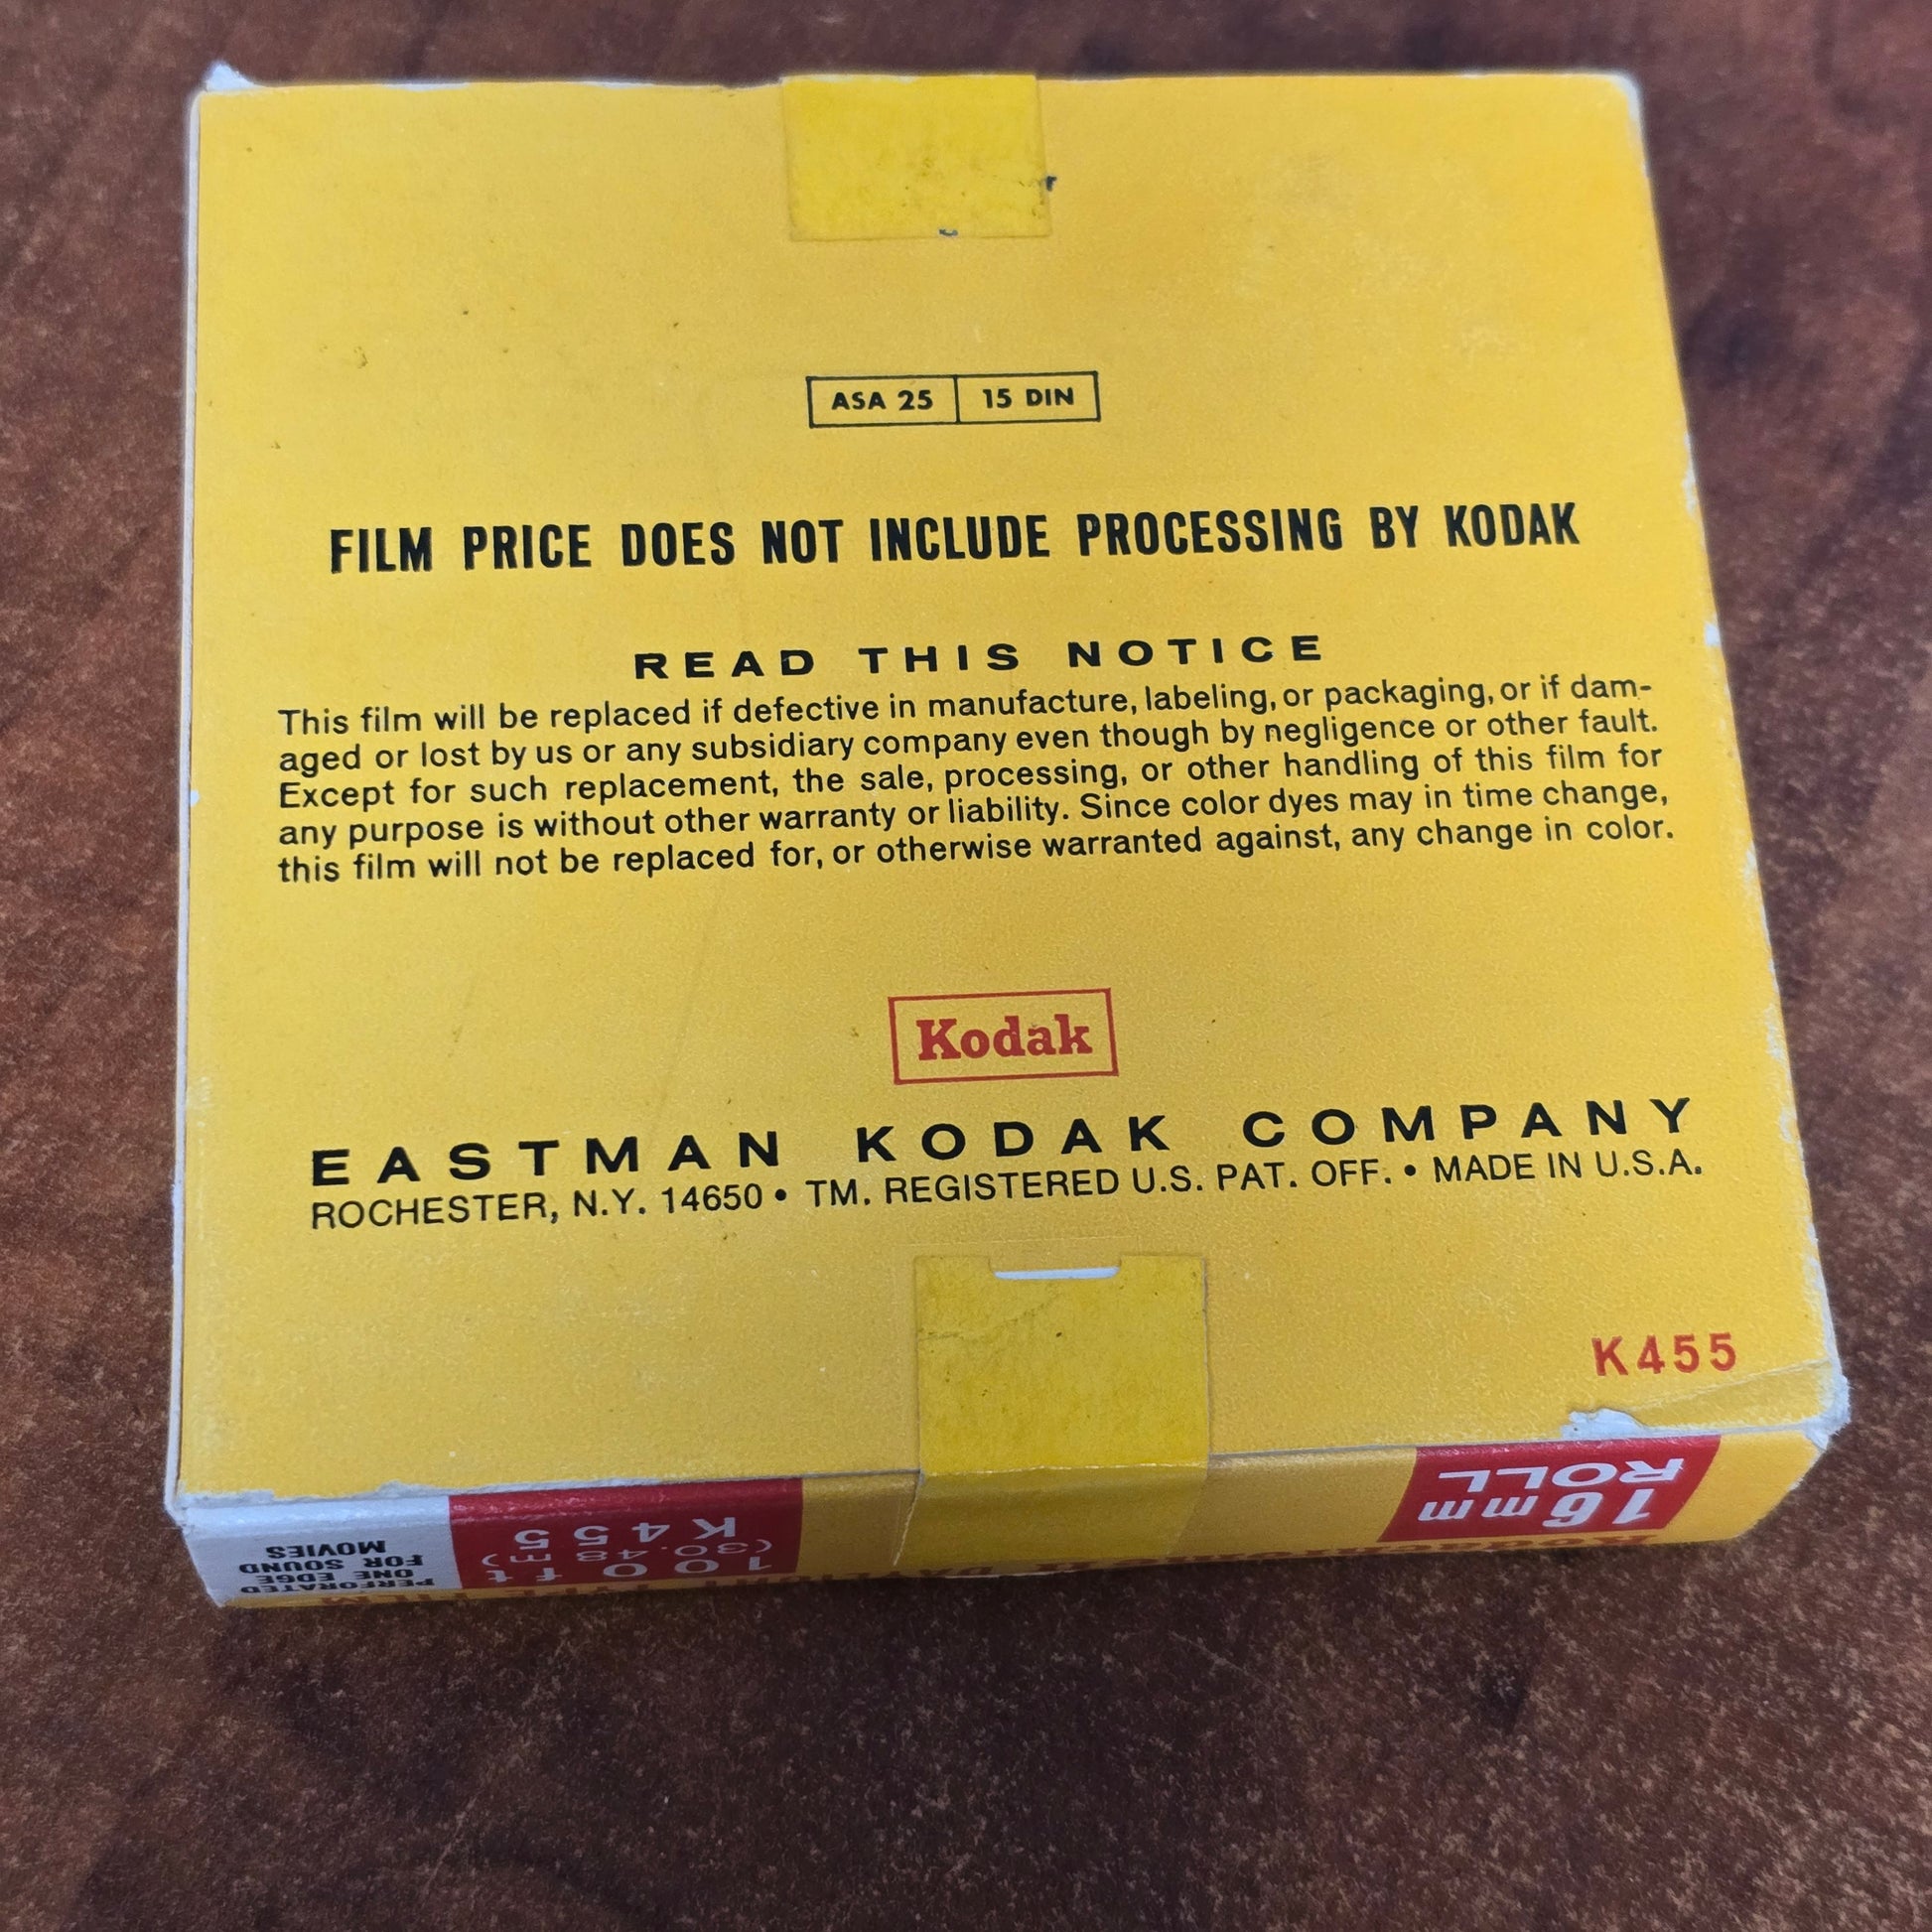 ASA 25 15 DIN
FILM PRICE DOES NOT INCLUDE PROCESSING BY KODAK
READ THIS NOTICE
This film will be replaced if defective in manufacture, labeling, or packaging, or if dam-
aged or lost by us or any subsidiary company even though by negligence or other fault.
Except for such replacement, the sale, processing, or other handling of this film for
any purpose is without other warranty or liability. Since color dyes may in time change,
this film will not be replaced for, or otherwise warranted against, any change in color.
Kodak
EASTMAN KODAK COMPANY
ROCHESTER, N.Y. 14650 • TM. REGISTERED U.S. PAT. OFF. • MADE IN U.S.A.
K455
16mm
ROLL
100 ft
(30.48 m)
K455
PERFORATED
ONE EDGE
FOR SOUND
MOVIES